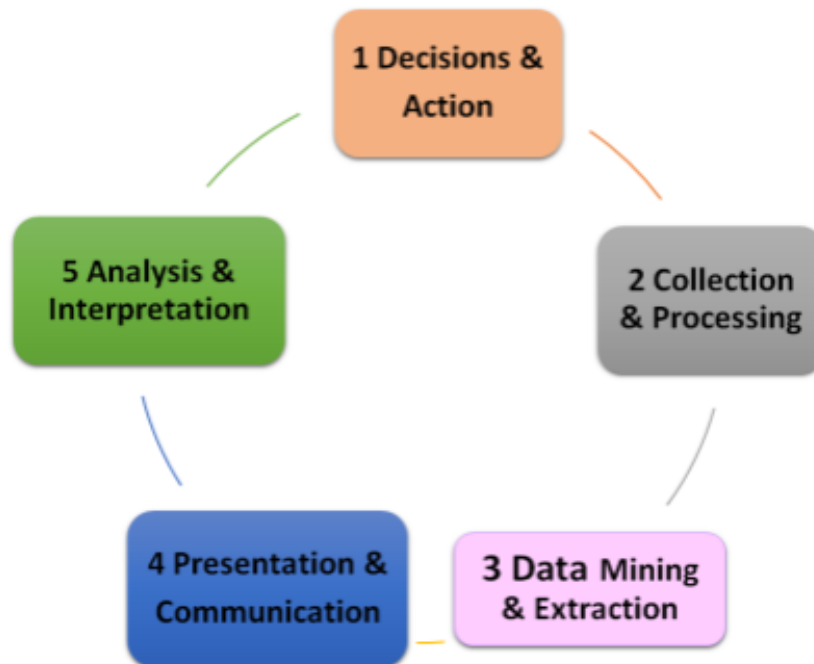 1 Decisions &
Action
2 Collection
& Processing
3 Data Mining
& Extraction
4 Presentation &
Communication
5 Analysis &
Interpretation